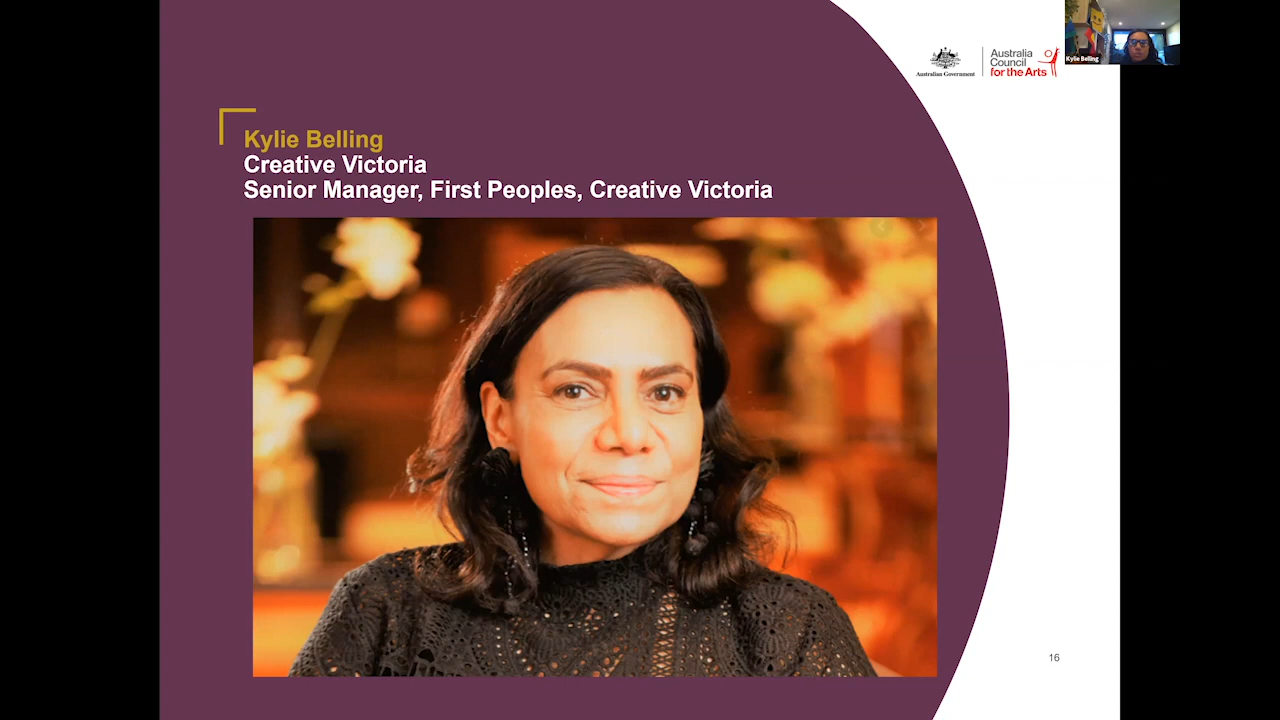 Kylie Belling
Creative Victoria
Senior Manager, First Peoples, Creative Victoria
Australian Government
Australia
Council
for the Arts
Kylie Belling
16